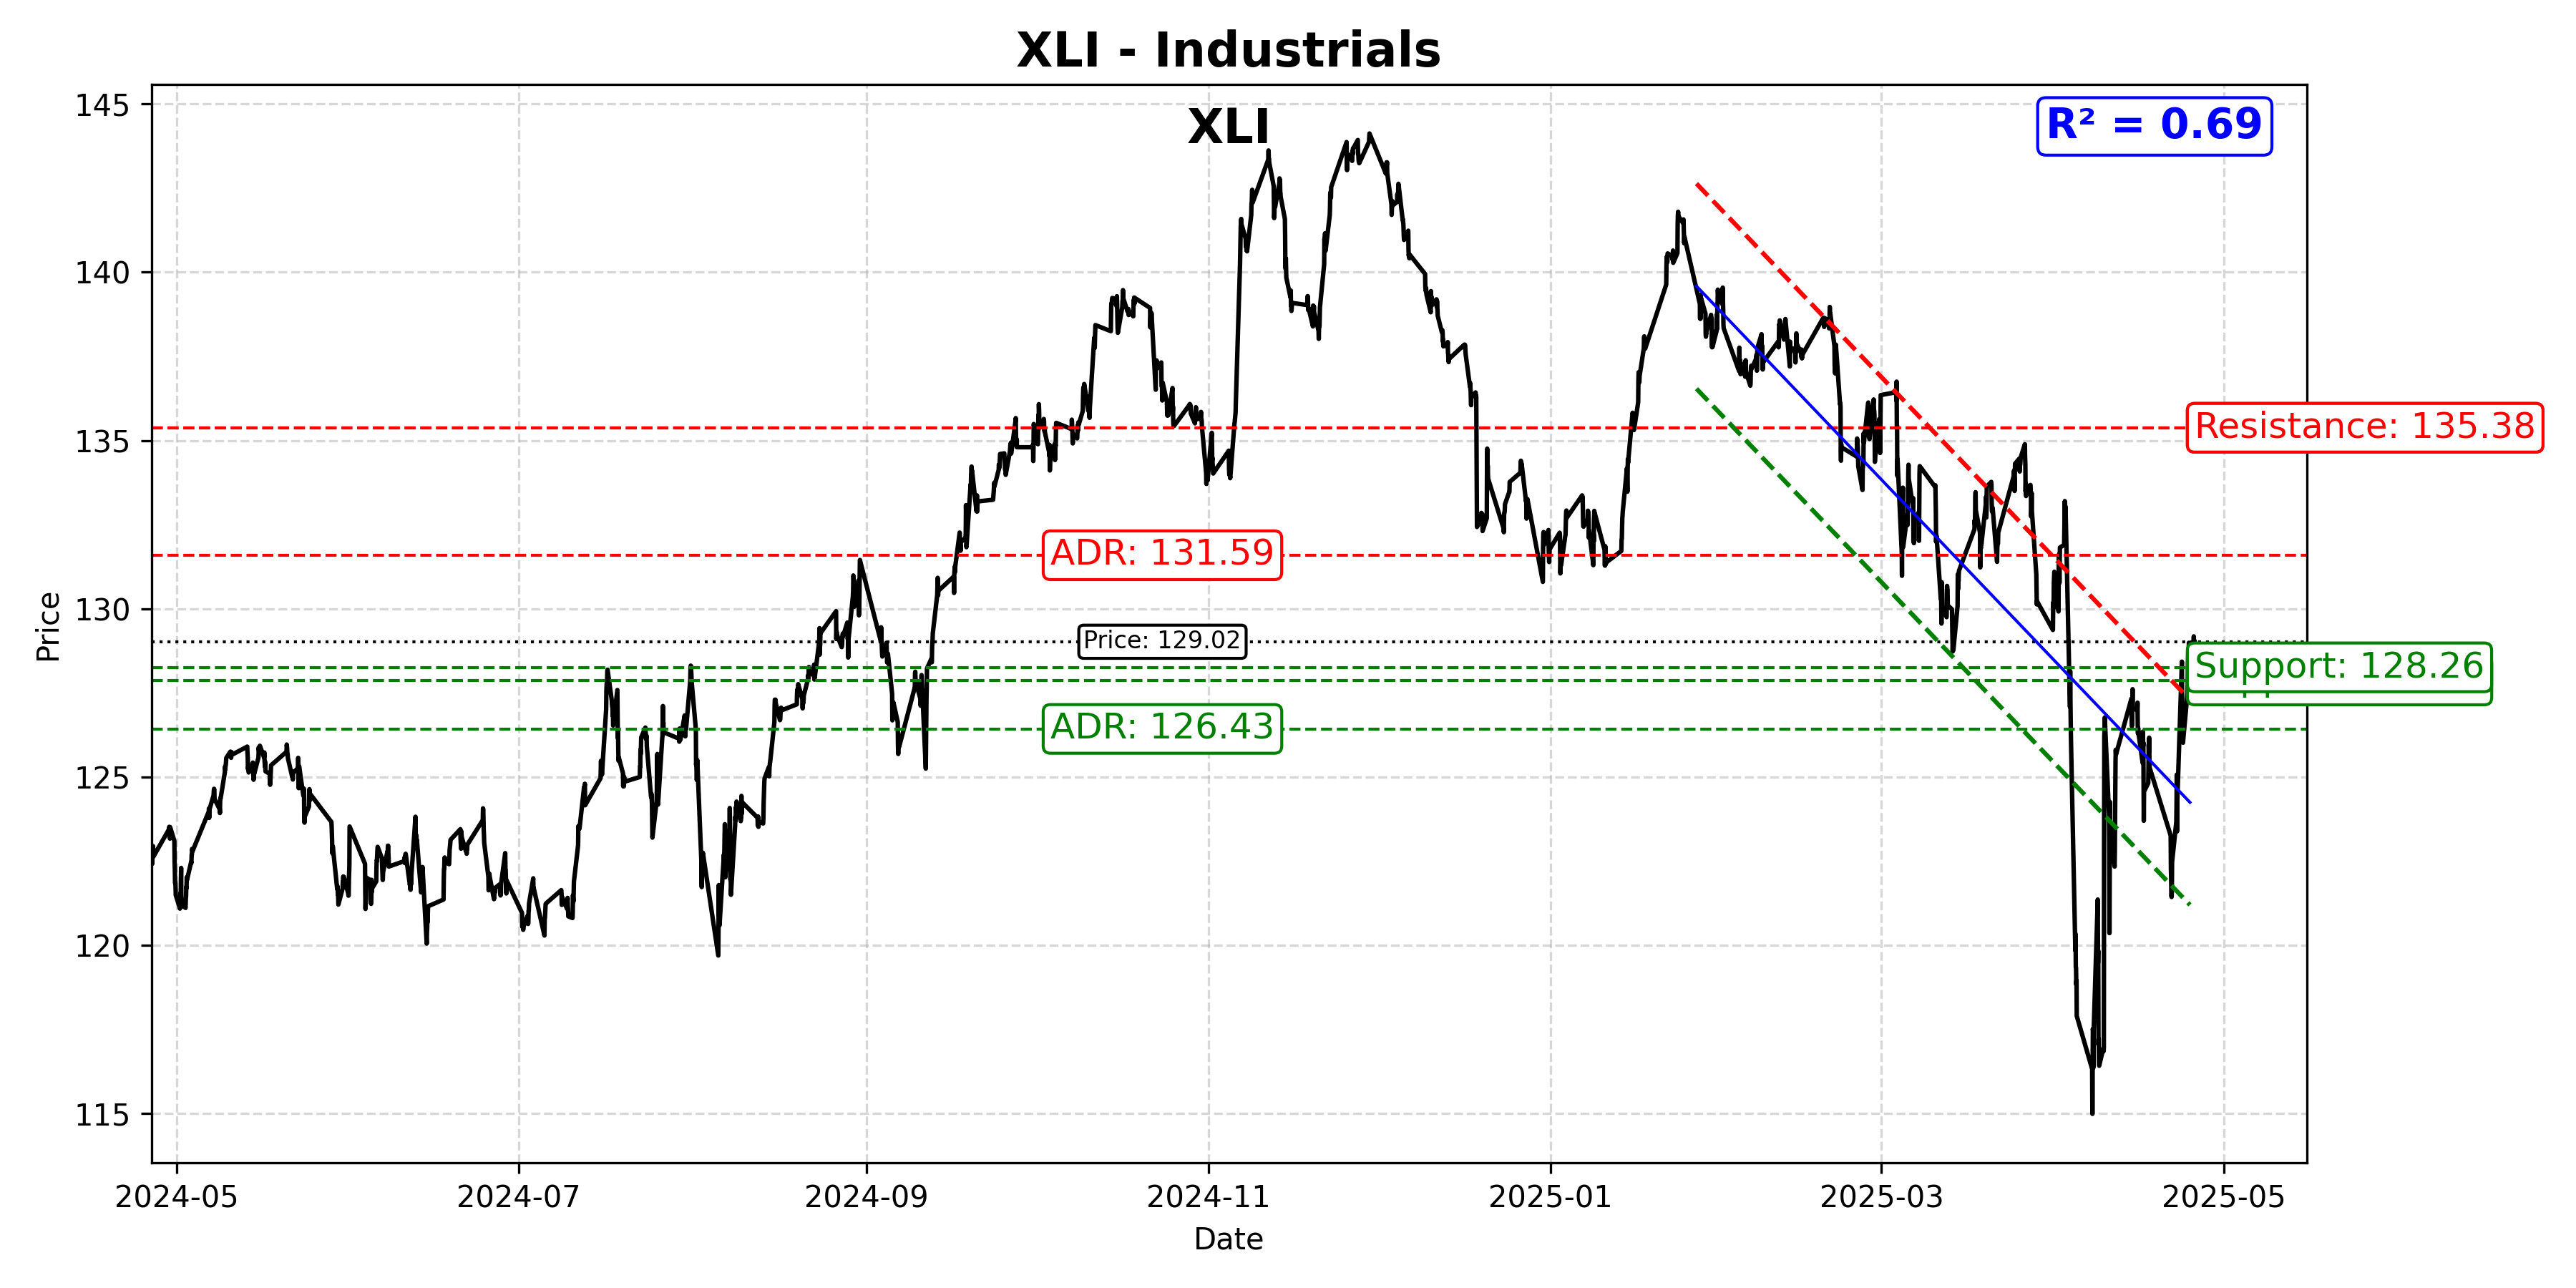 XLI - Industrials
XLI
R² = 0.69
145
140
135
130
125
120
115
Price
Resistance: 135.38
ADR: 131.59
Price: 129.02
Support: 128.26
ADR: 126.43
2024-05
2024-07
2024-09
2024-11
2025-01
2025-03
2025-05
Date